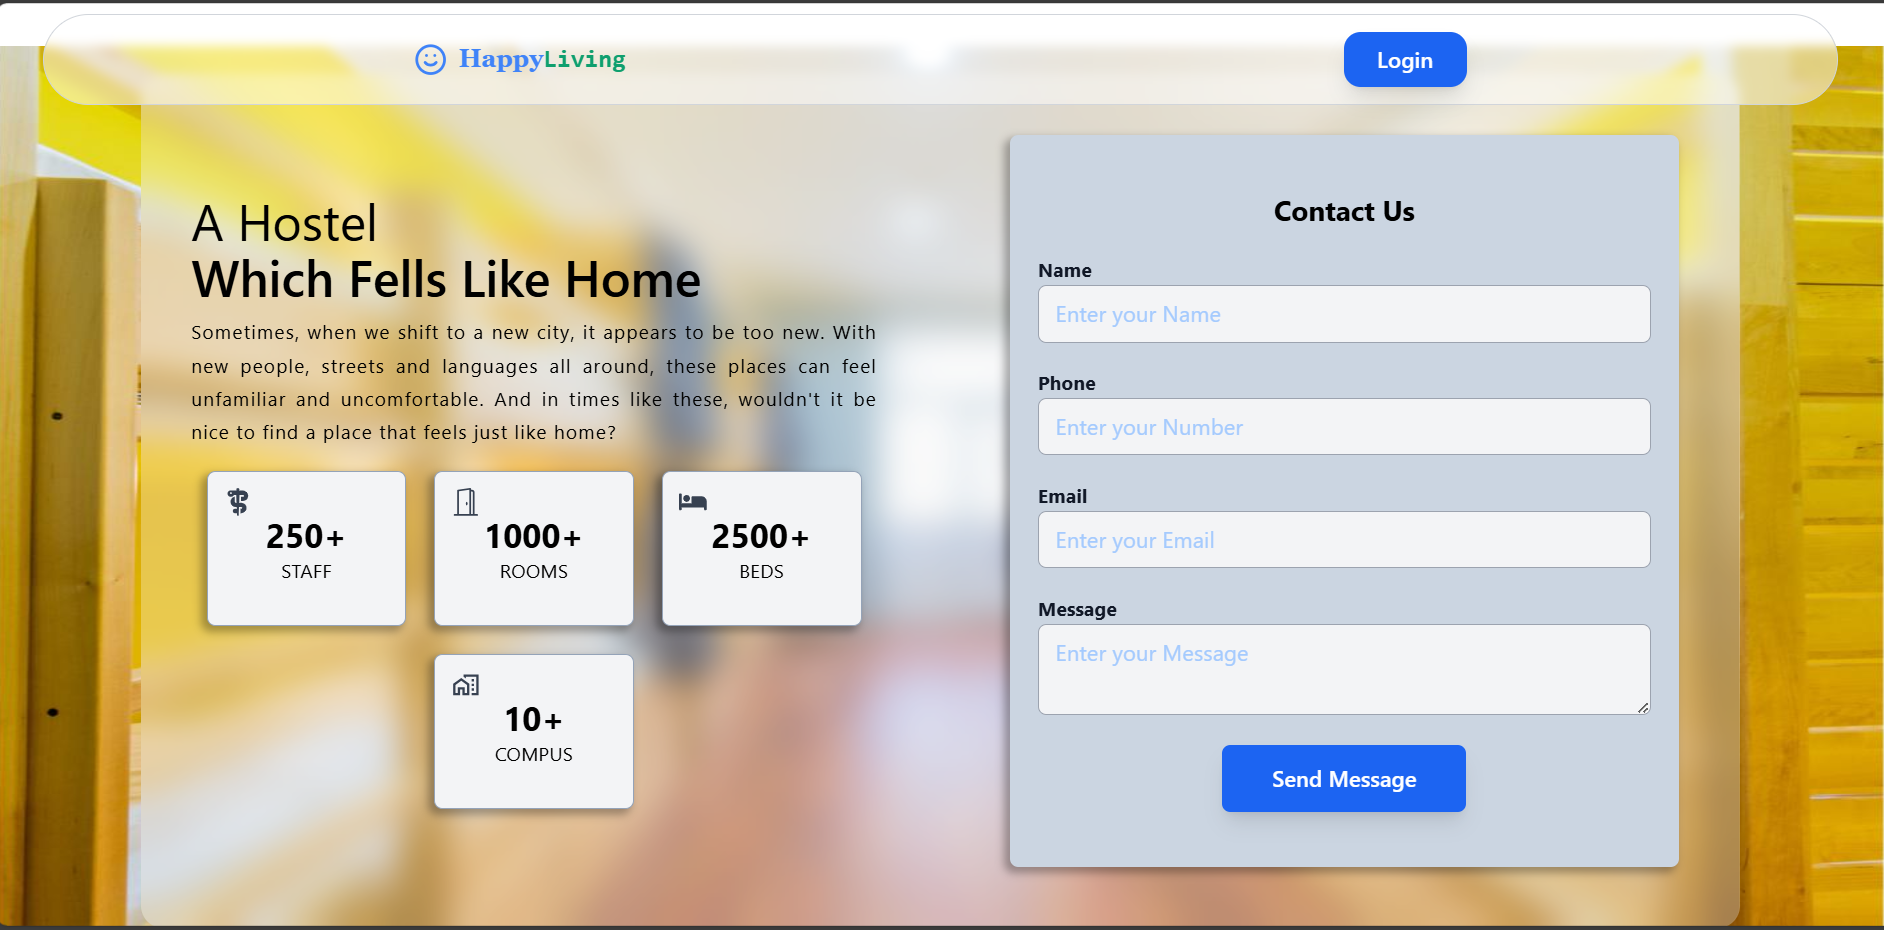 HappyLiving
Login
A Hostel
Which Fells Like Home
Sometimes, when we shift to a new city, it appears to be too new. With
new people, streets and languages all around, these places can feel
unfamiliar and uncomfortable. And in times like these, wouldn't it be
nice to find a place that feels just like home?
250+
STAFF
1000+
ROOMS
2500+
BEDS
10+
COMPUS
Contact Us
Name
Enter your Name
Phone
Enter your Number
Email
Enter your Email
Message
Enter your Message
Send Message